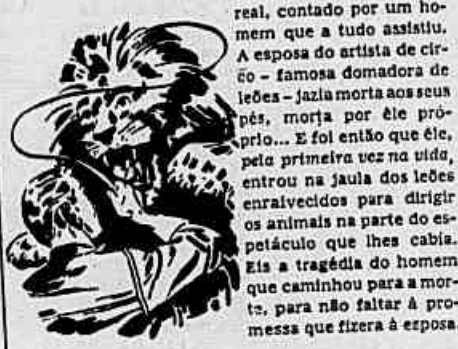 real, contado por um ho-
mem que a tudo assistiu.
A esposa do artista de cir-
co - famosa domadora de
leões - jazia morta aos seus
pés, morta por êle pró-
prio... E foi então que êle,
pela primeira vez na vida,
entrou na jaula dos leões
enraivecidos para dirigir
os animais na parte do es-
petáculo que lhes cabia.
Eis a tragédia do homem
que caminhou para a mor-
te, para não faltar à pro-
messa que fizera à esposa.